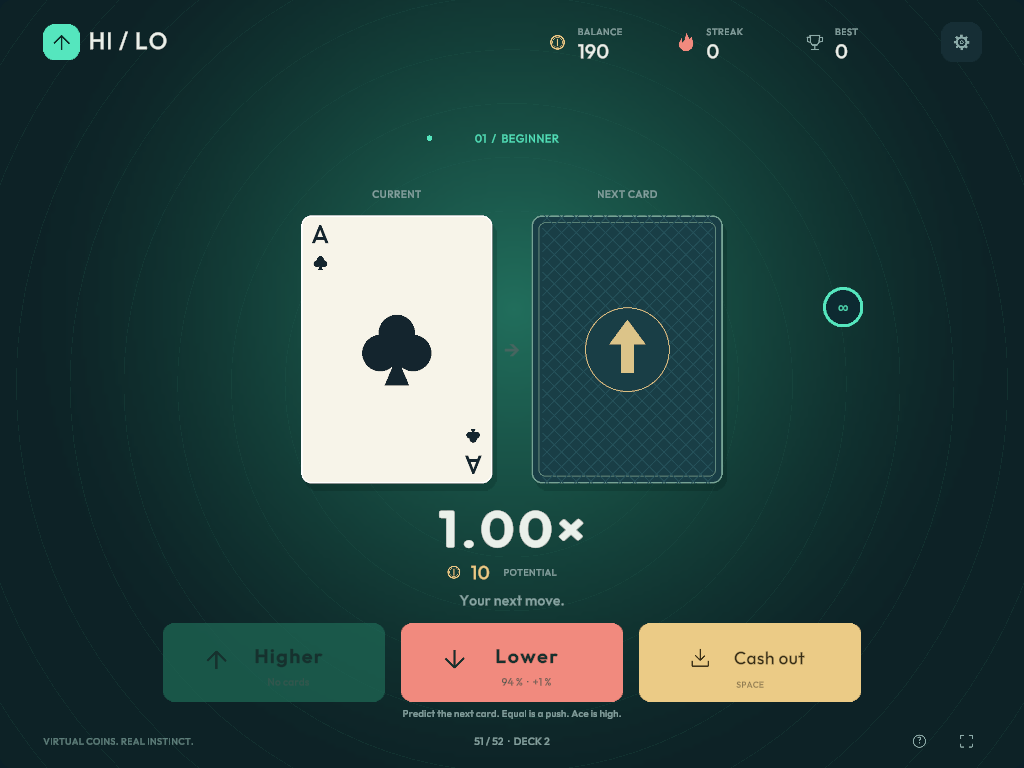 HI / LO
BALANCE
190
STREAK
0
BEST
0
01 / BEGINNER
CURRENT
NEXT CARD
A
A
∞
1.00×
10 POTENTIAL
Your next move.
Higher
No cards
Lower
94 % · +1 %
Cash out
SPACE
Predict the next card. Equal is a push. Ace is high.
VIRTUAL COINS. REAL INSTINCT.
51 / 52 · DECK 2
?